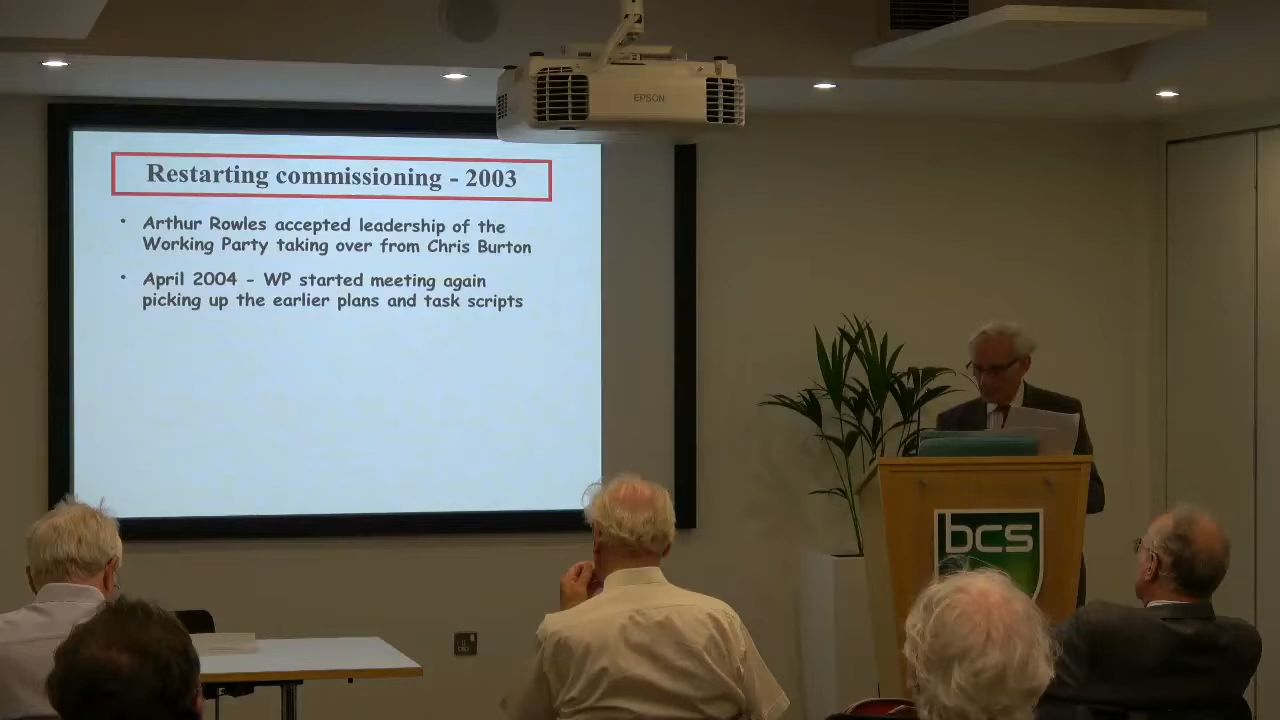 EPSON
Restarting commissioning - 2003
• Arthur Rowles accepted leadership of the
Working Party taking over from Chris Burton
• April 2004 - WP started meeting again
picking up the earlier plans and task scripts
bcs